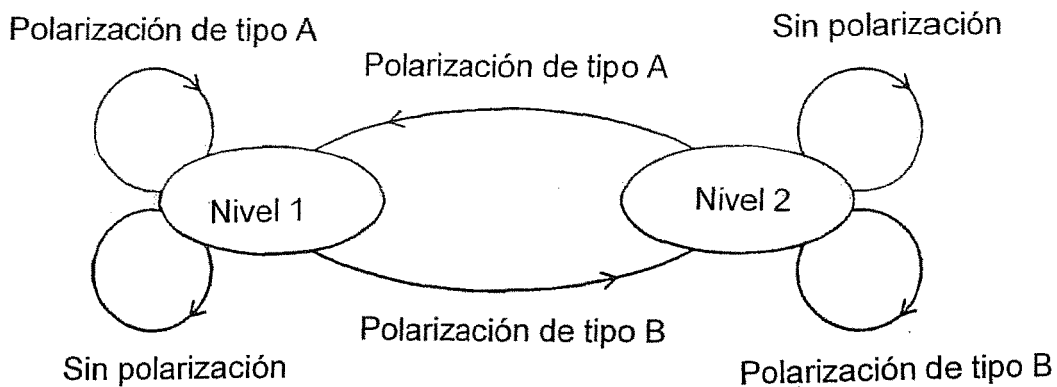 Polarización de tipo A
Sin polarización
Polarización de tipo A
Nivel 1
Nivel 2
Polarización de tipo B
Sin polarización
Polarización de tipo B